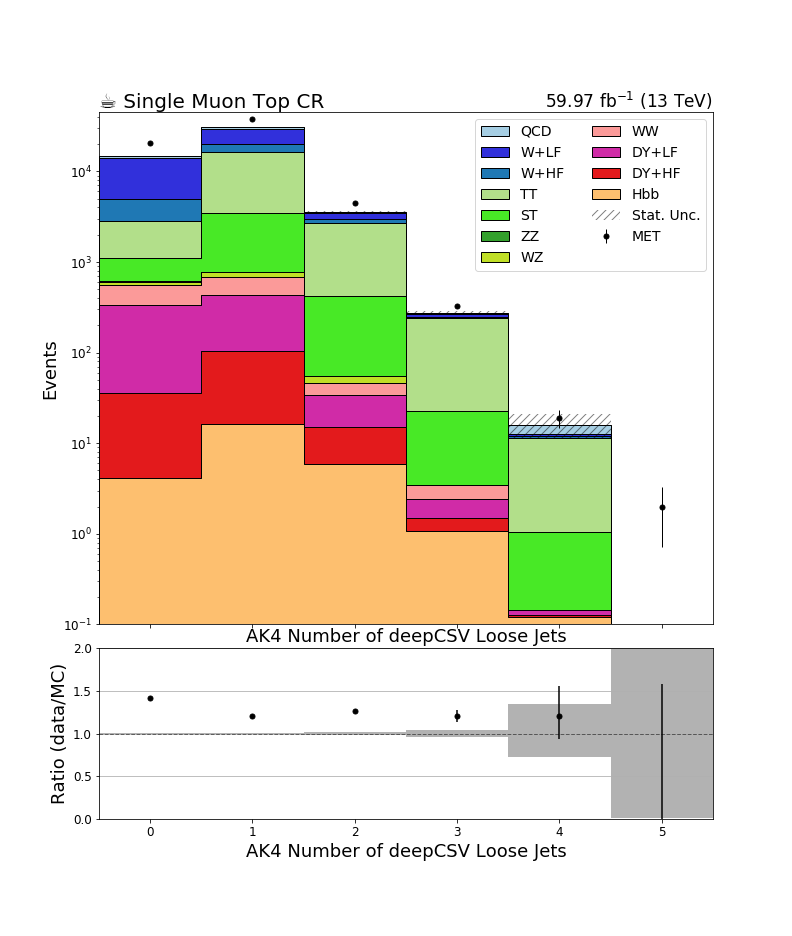 ☕ Single Muon Top CR
59.97 fb⁻¹ (13 TeV)
QCD
W+LF
W+HF
TT
ST
ZZ
WZ
WW
DY+LF
DY+HF
Hbb
Stat. Unc.
MET
Events
10⁴
10³
10²
10¹
10⁰
10⁻¹
AK4 Number of deepCSV Loose Jets
Ratio (data/MC)
2.0
1.5
1.0
0.5
0.0
0 1 2 3 4 5
AK4 Number of deepCSV Loose Jets